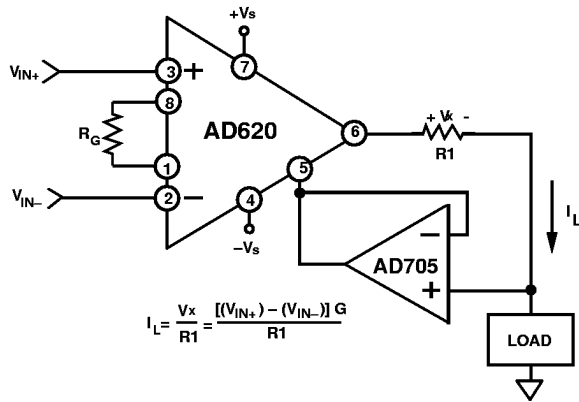 +Vs
VIN+
3
+
7
8
RG
AD620
6
+ Vx -
R1
1
5
VIN–
2
–
4
–Vs
IL
–
AD705
+
IL = Vx / R1 = [(VIN+) – (VIN–)] G / R1
LOAD